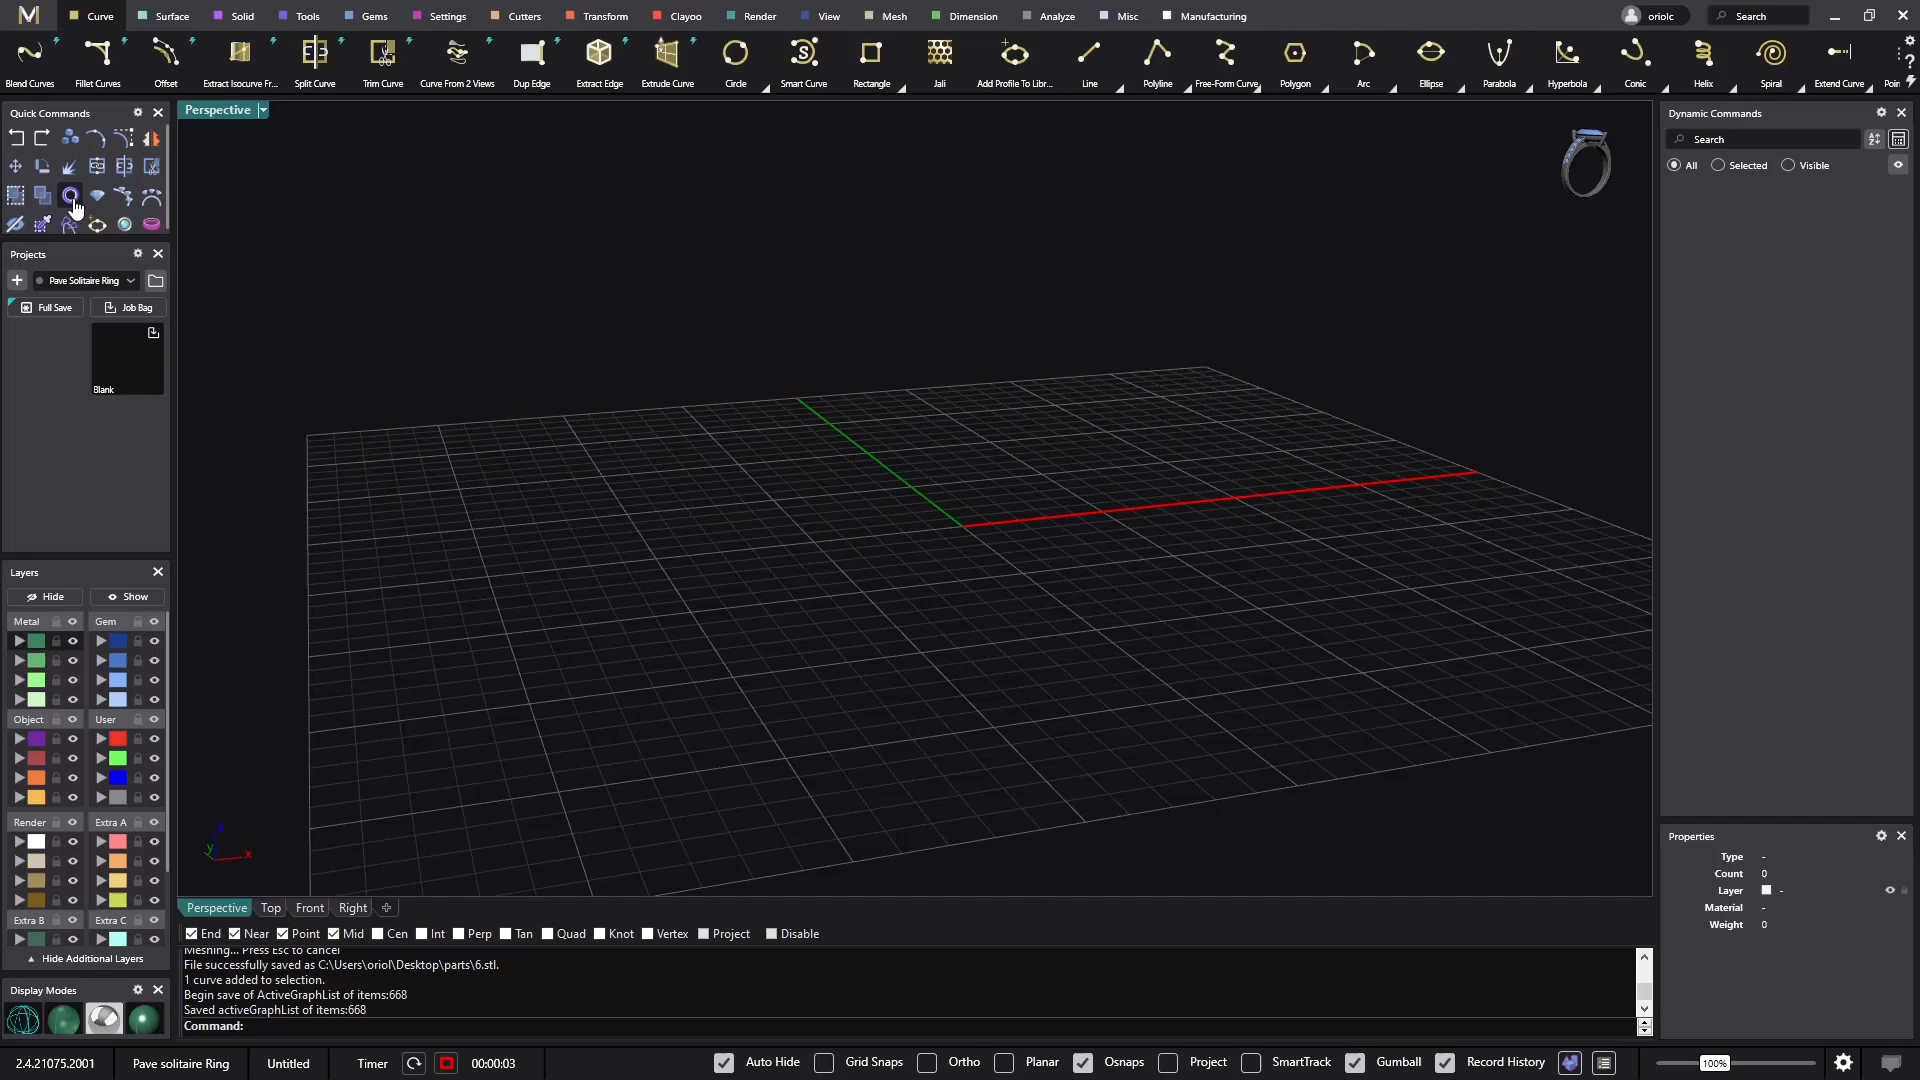 M Curve Surface Solid Tools Gems Settings Cutters Transform Clayoo Render View Mesh Dimension Analyze Misc Manufacturing oriolc Search
Blend Curves Fillet Curves Offset Extract Isocurve Fr... Split Curve Trim Curve Curve From 2 Views Dup Edge Extract Edge Extrude Curve Circle Smart Curve Rectangle Jali Add Profile To Libr... Line Polyline Free-Form Curve Polygon Arc Ellipse Parabola Hyperbola Conic Helix Spiral Extend Curve Poin
Quick Commands
Perspective
Dynamic Commands
Search
All Selected Visible
Projects
Pave Solitaire Ring
Full Save Job Bag
Blank
Layers
Hide Show
Metal Gem
Object User
Render Extra A
Extra B Extra C
Hide Additional Layers
Display Modes
y x
Properties
Type -
Count 0
Layer -
Material -
Weight 0
Perspective Top Front Right
End Near Point Mid Cen Int Perp Tan Quad Knot Vertex Project Disable
Meshing... Press Esc to cancel
File successfully saved as C:\Users\oriol\Desktop\parts\6.stl.
1 curve added to selection.
Begin save of ActiveGraphList of items:668
Saved activeGraphList of items:668
Command:
2.4.21075.2001 Pave solitaire Ring Untitled Timer 00:00:03 Auto Hide Grid Snaps Ortho Planar Osnaps Project SmartTrack Gumball Record History 100%